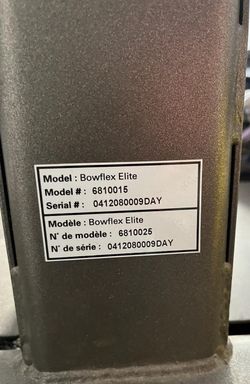 Model : Bowflex Elite
Model # : 6810015
Serial # : 0412080009DAY
Modèle : Bowflex Elite
N° de modèle : 6810025
N° de série : 0412080009DAY